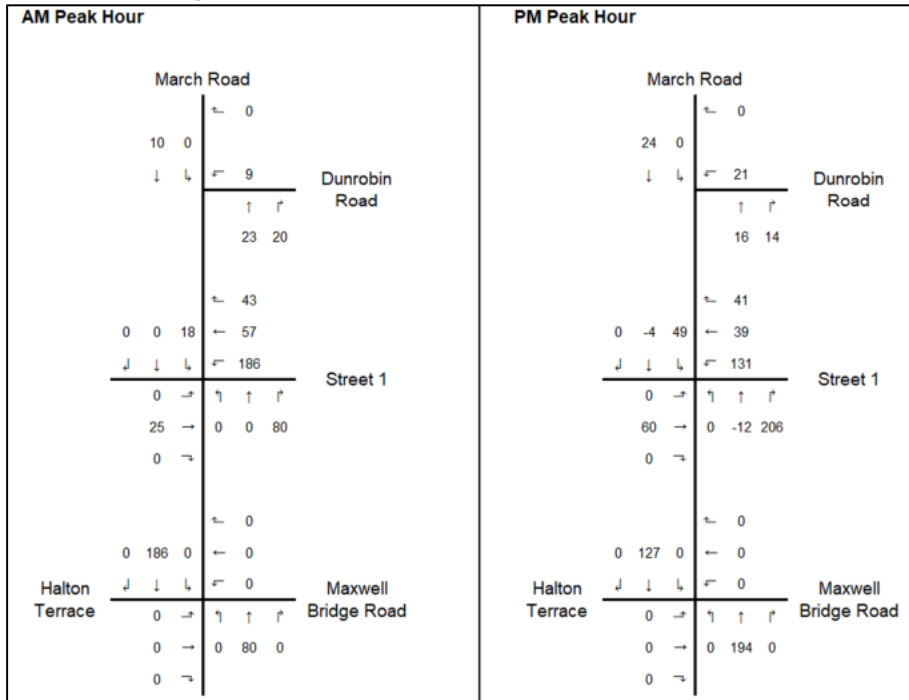 AM Peak Hour
March Road
0
10 0
9
Dunrobin
Road
23 20
43
0 0 18 57
186
Street 1
0
25 0 0 80
0
0
0 186 0 0
0
Halton
Terrace
Maxwell
Bridge Road
0
0 0 80 0
0
PM Peak Hour
March Road
0
24 0
21
Dunrobin
Road
16 14
41
0 -4 49 39
131
Street 1
0
60 0 -12 206
0
0
0 127 0 0
0
Halton
Terrace
Maxwell
Bridge Road
0
0 0 194 0
0